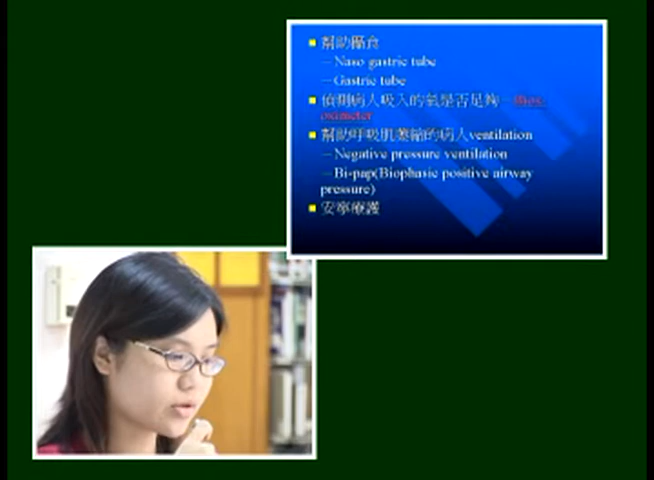 幫助攝食
–Naso gastric tube
–Gastric tube
偵測病人吸入的氧是否足夠–
oximeter
幫助呼吸肌萎縮的病人ventilation
–Negative pressure ventilation
–Bi-pap(Biophasic positive airway
pressure)
安寧療護